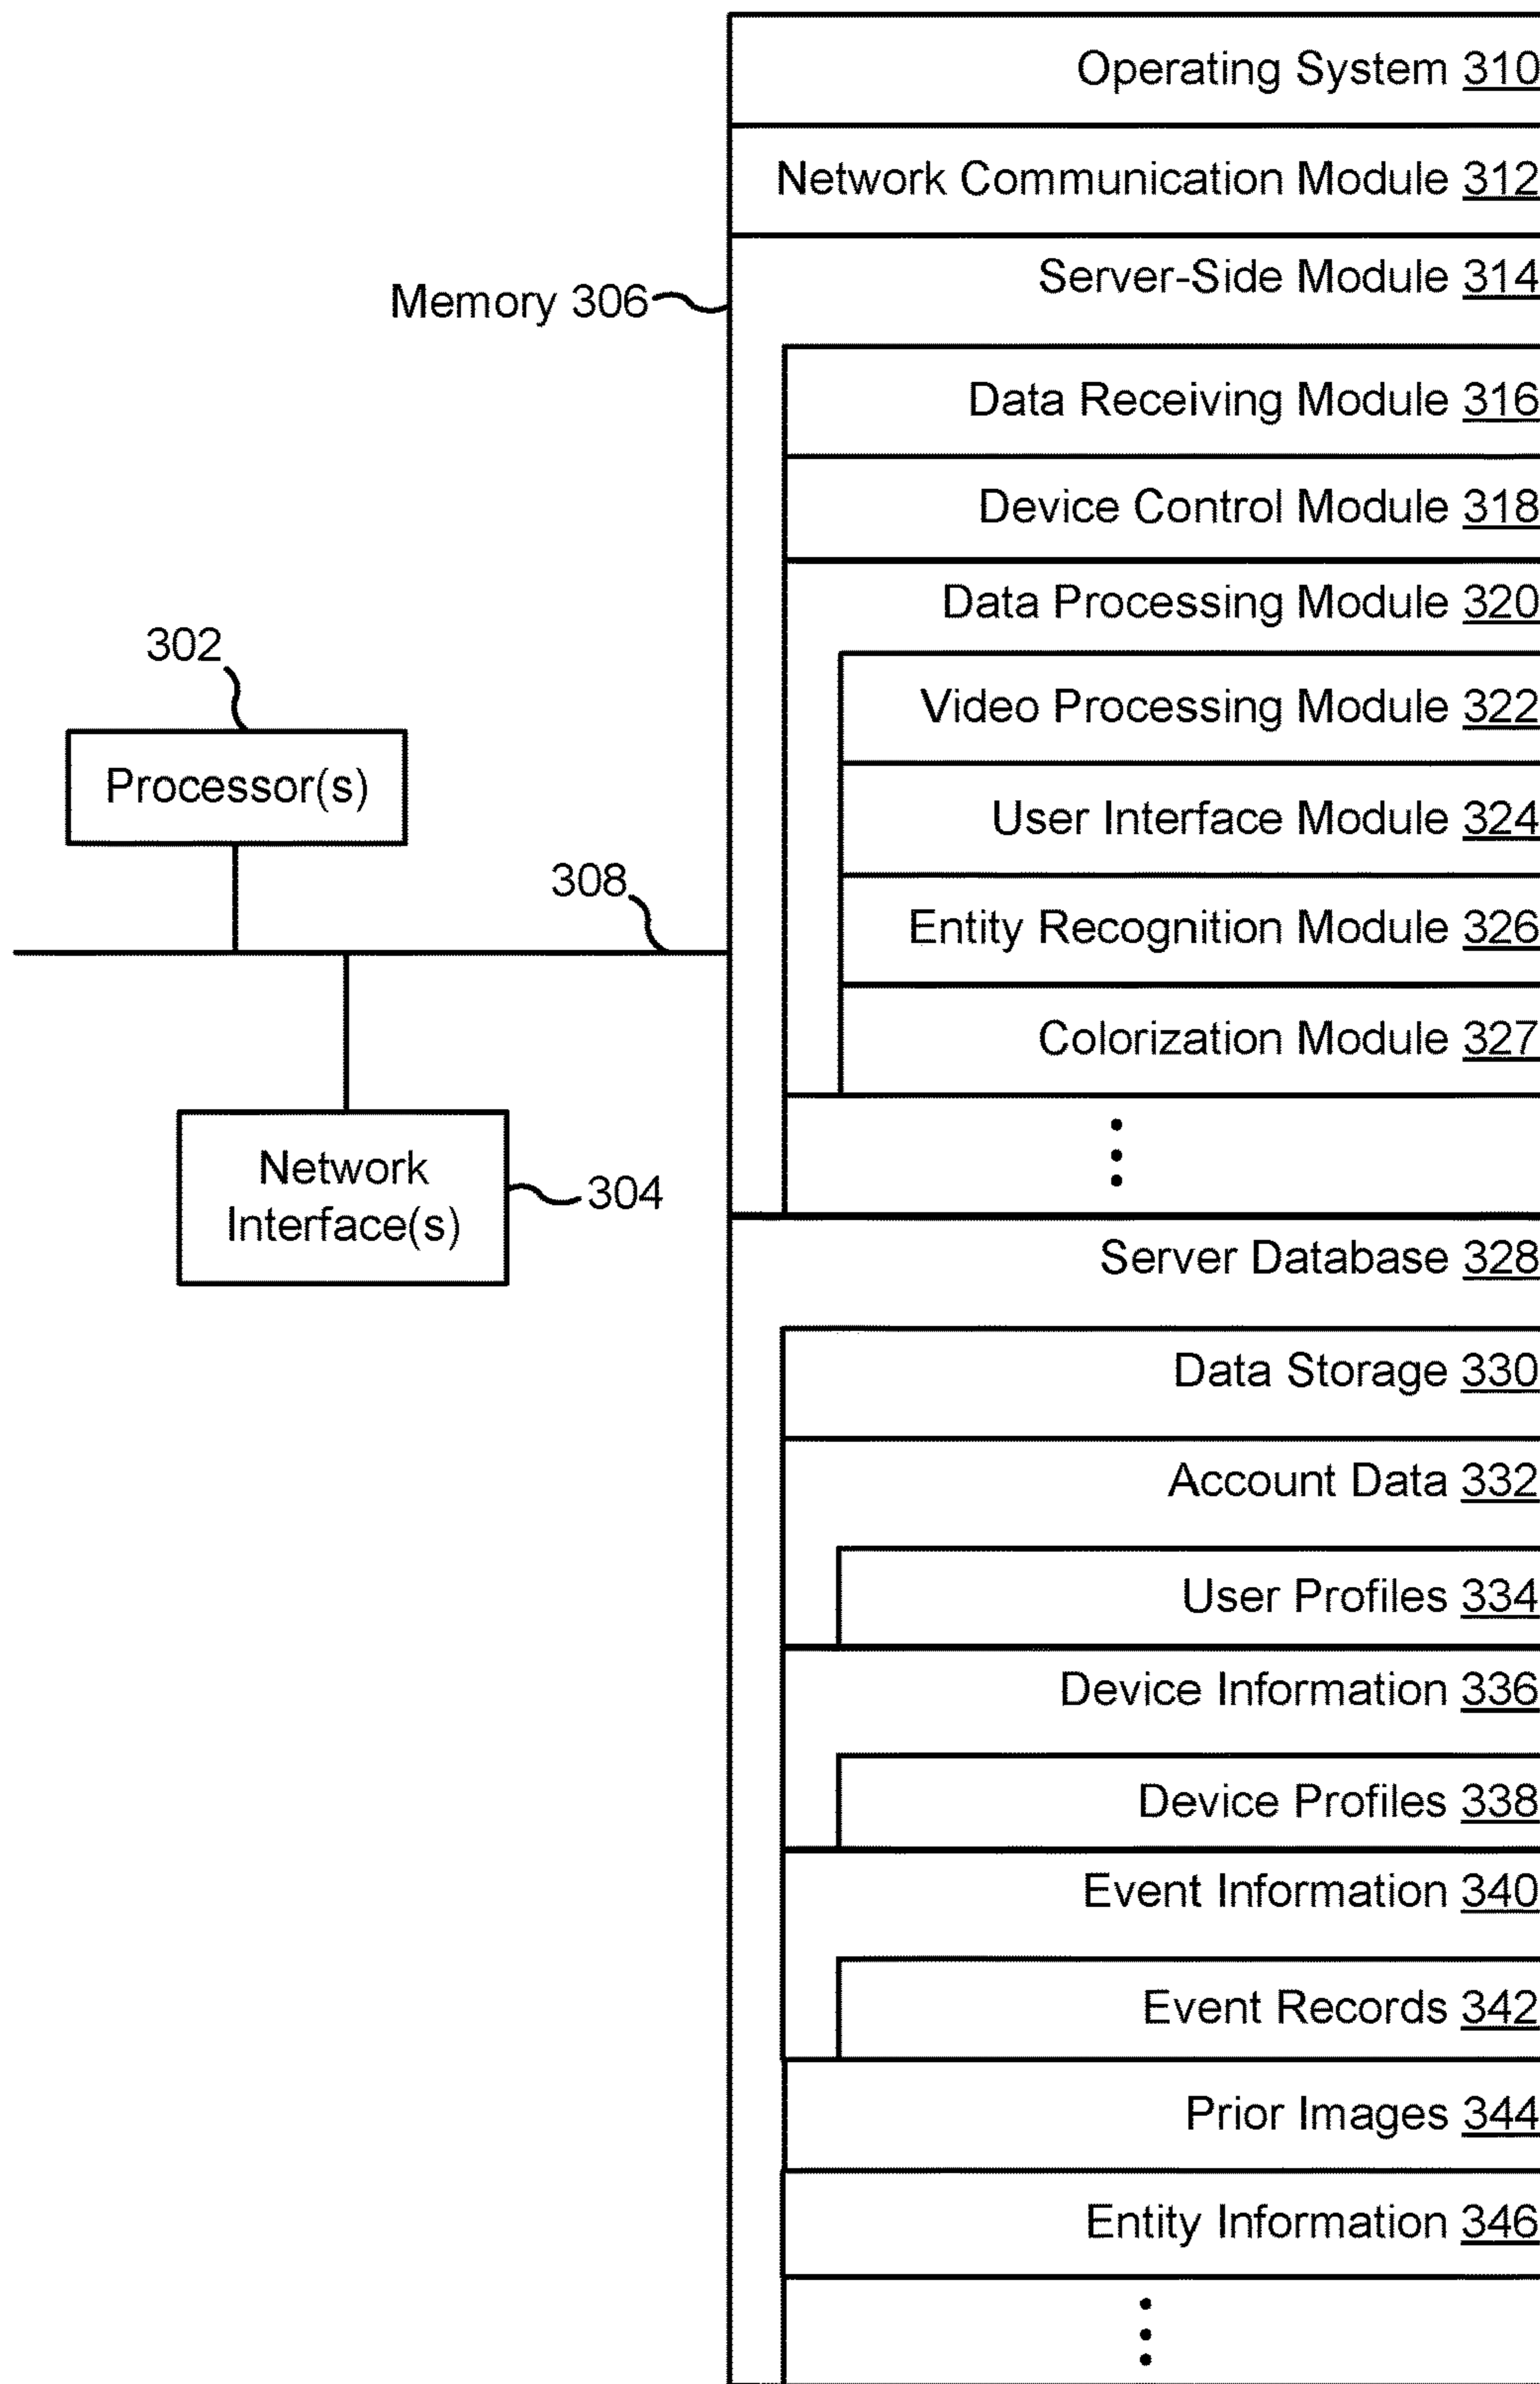 Operating System 310
Network Communication Module 312
Server-Side Module 314
Memory 306
Data Receiving Module 316
Device Control Module 318
Data Processing Module 320
302
Video Processing Module 322
Processor(s)
User Interface Module 324
308
Entity Recognition Module 326
Colorization Module 327
Network
Interface(s)
304
Server Database 328
Data Storage 330
Account Data 332
User Profiles 334
Device Information 336
Device Profiles 338
Event Information 340
Event Records 342
Prior Images 344
Entity Information 346